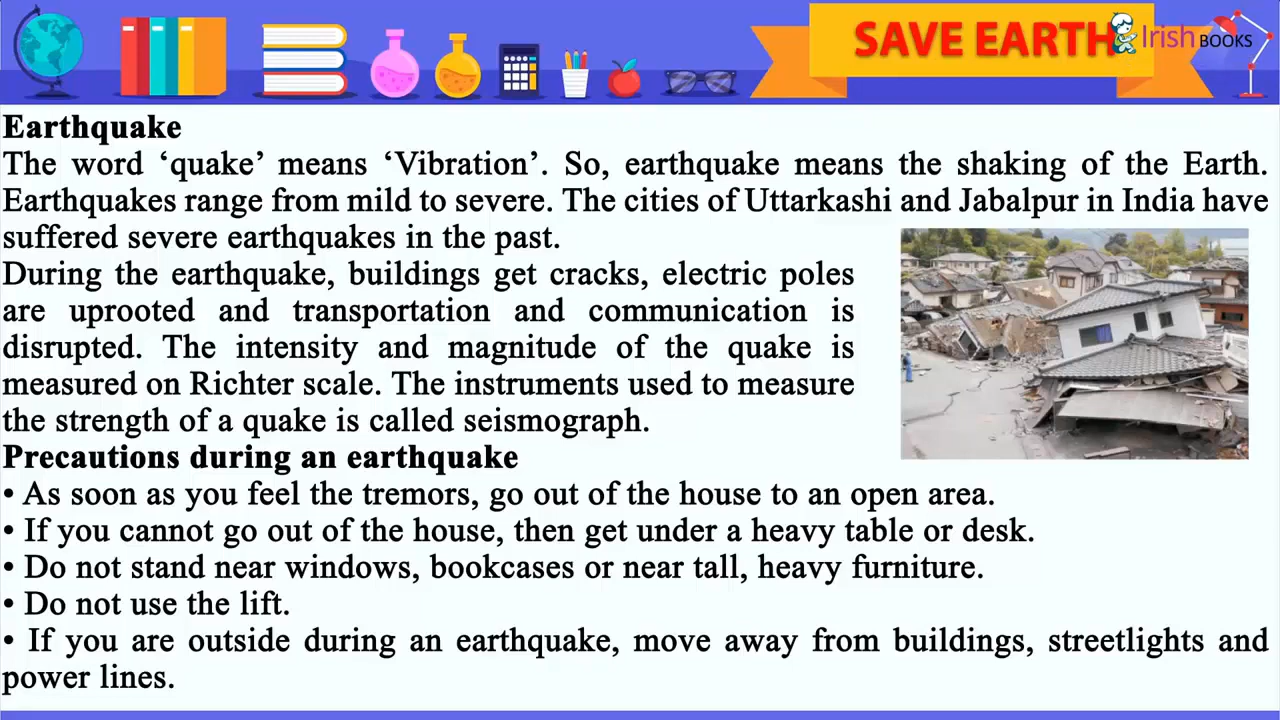 SAVE EARTH
Irish BOOKS
Earthquake
The word ‘quake’ means ‘Vibration’. So, earthquake means the shaking of the Earth.
Earthquakes range from mild to severe. The cities of Uttarkashi and Jabalpur in India have
suffered severe earthquakes in the past.
During the earthquake, buildings get cracks, electric poles
are uprooted and transportation and communication is
disrupted. The intensity and magnitude of the quake is
measured on Richter scale. The instruments used to measure
the strength of a quake is called seismograph.
Precautions during an earthquake
• As soon as you feel the tremors, go out of the house to an open area.
• If you cannot go out of the house, then get under a heavy table or desk.
• Do not stand near windows, bookcases or near tall, heavy furniture.
• Do not use the lift.
• If you are outside during an earthquake, move away from buildings, streetlights and
power lines.